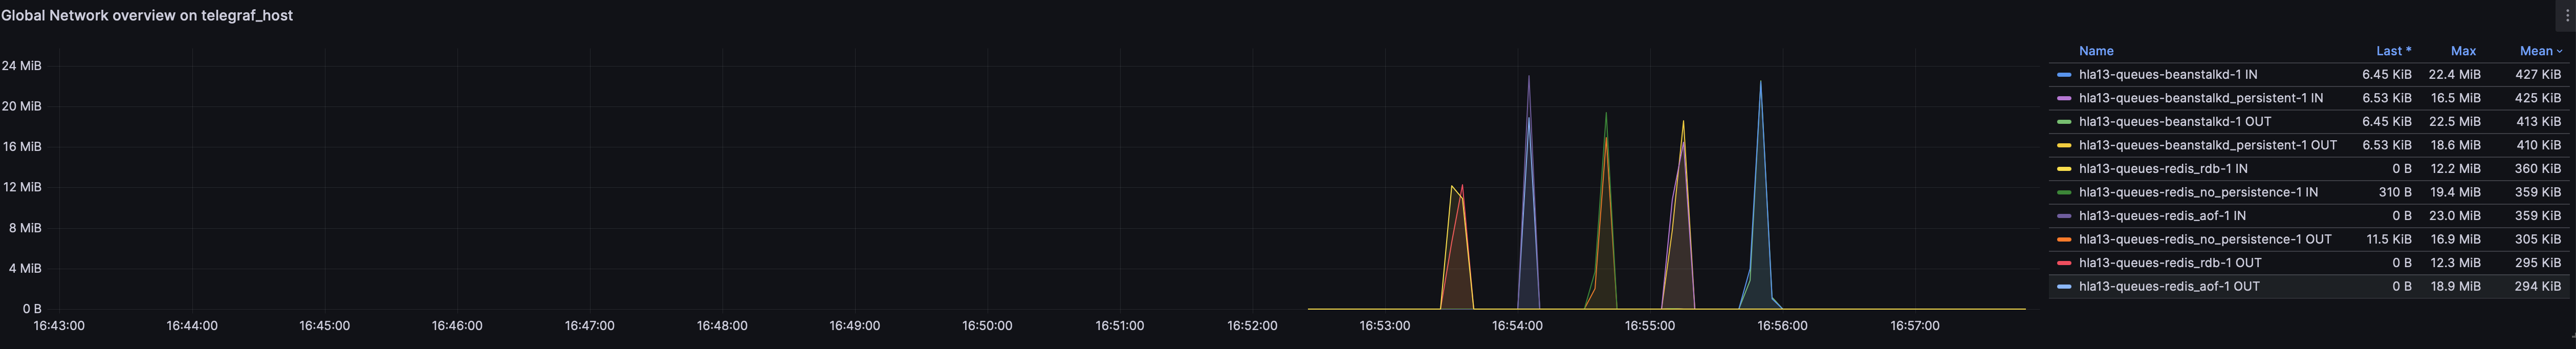 Global Network overview on telegraf_host
24 MiB
20 MiB
16 MiB
12 MiB
8 MiB
4 MiB
0 B
16:43:00 16:44:00 16:45:00 16:46:00 16:47:00 16:48:00 16:49:00 16:50:00 16:51:00 16:52:00 16:53:00 16:54:00 16:55:00 16:56:00 16:57:00
Name Last * Max Mean
hla13-queues-beanstalkd-1 IN 6.45 KiB 22.4 MiB 427 KiB
hla13-queues-beanstalkd_persistent-1 IN 6.53 KiB 16.5 MiB 425 KiB
hla13-queues-beanstalkd-1 OUT 6.45 KiB 22.5 MiB 413 KiB
hla13-queues-beanstalkd_persistent-1 OUT 6.53 KiB 18.6 MiB 410 KiB
hla13-queues-redis_rdb-1 IN 0 B 12.2 MiB 360 KiB
hla13-queues-redis_no_persistence-1 IN 310 B 19.4 MiB 359 KiB
hla13-queues-redis_aof-1 IN 0 B 23.0 MiB 359 KiB
hla13-queues-redis_no_persistence-1 OUT 11.5 KiB 16.9 MiB 305 KiB
hla13-queues-redis_rdb-1 OUT 0 B 12.3 MiB 295 KiB
hla13-queues-redis_aof-1 OUT 0 B 18.9 MiB 294 KiB